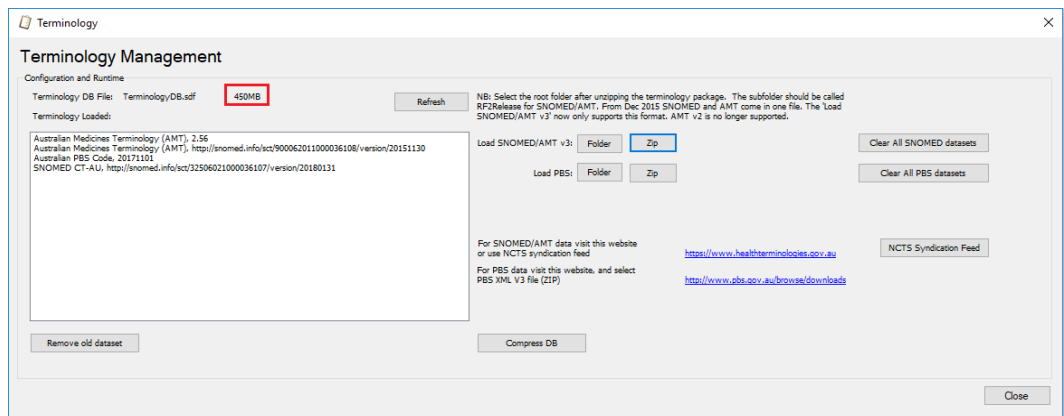 Terminology
Terminology Management
Configuration and Runtime
Terminology DB File: TerminologyDB.sdf 450MB
Refresh
Terminology Loaded:
Australian Medicines Terminology (AMT), 2.56
Australian Medicines Terminology (AMT), http://snomed.info/sct/900062011000036108/version/20151130
Australian PBS Code, 20171101
SNOMED CT-AU, http://snomed.info/sct/32506021000036107/version/20180131
NB: Select the root folder after unzipping the terminology package. The subfolder should be called
RF2Release for SNOMED/AMT. From Dec 2015 SNOMED and AMT come in one file. The 'Load
SNOMED/AMT v3' now only supports this format. AMT v2 is no longer supported.
Load SNOMED/AMT v3: Folder Zip Clear All SNOMED datasets
Load PBS: Folder Zip Clear All PBS datasets
For SNOMED/AMT data visit this website
or use NCTS syndication feed
https://www.healthterminologies.gov.au
NCTS Syndication Feed
For PBS data visit this website, and select
PBS XML V3 file (ZIP)
http://www.pbs.gov.au/browse/downloads
Remove old dataset
Compress DB
Close